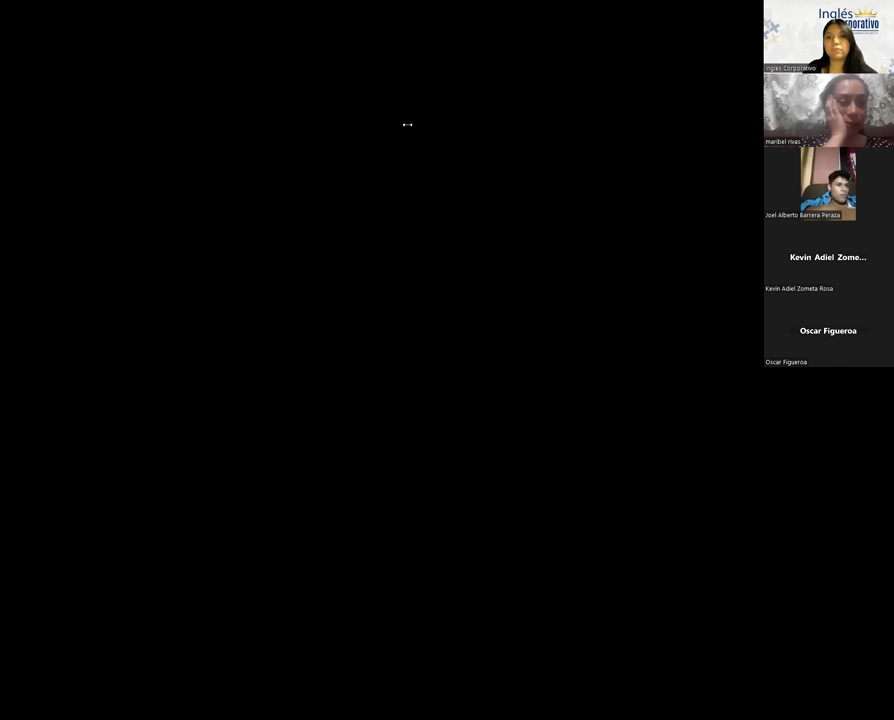 Inglés
Corporativo
Inglés Corporativo
maribel rivas
Joel Alberto Barrera Peraza
Kevin Adiel Zome...
Kevin Adiel Zometa Rosa
Oscar Figueroa
Oscar Figueroa